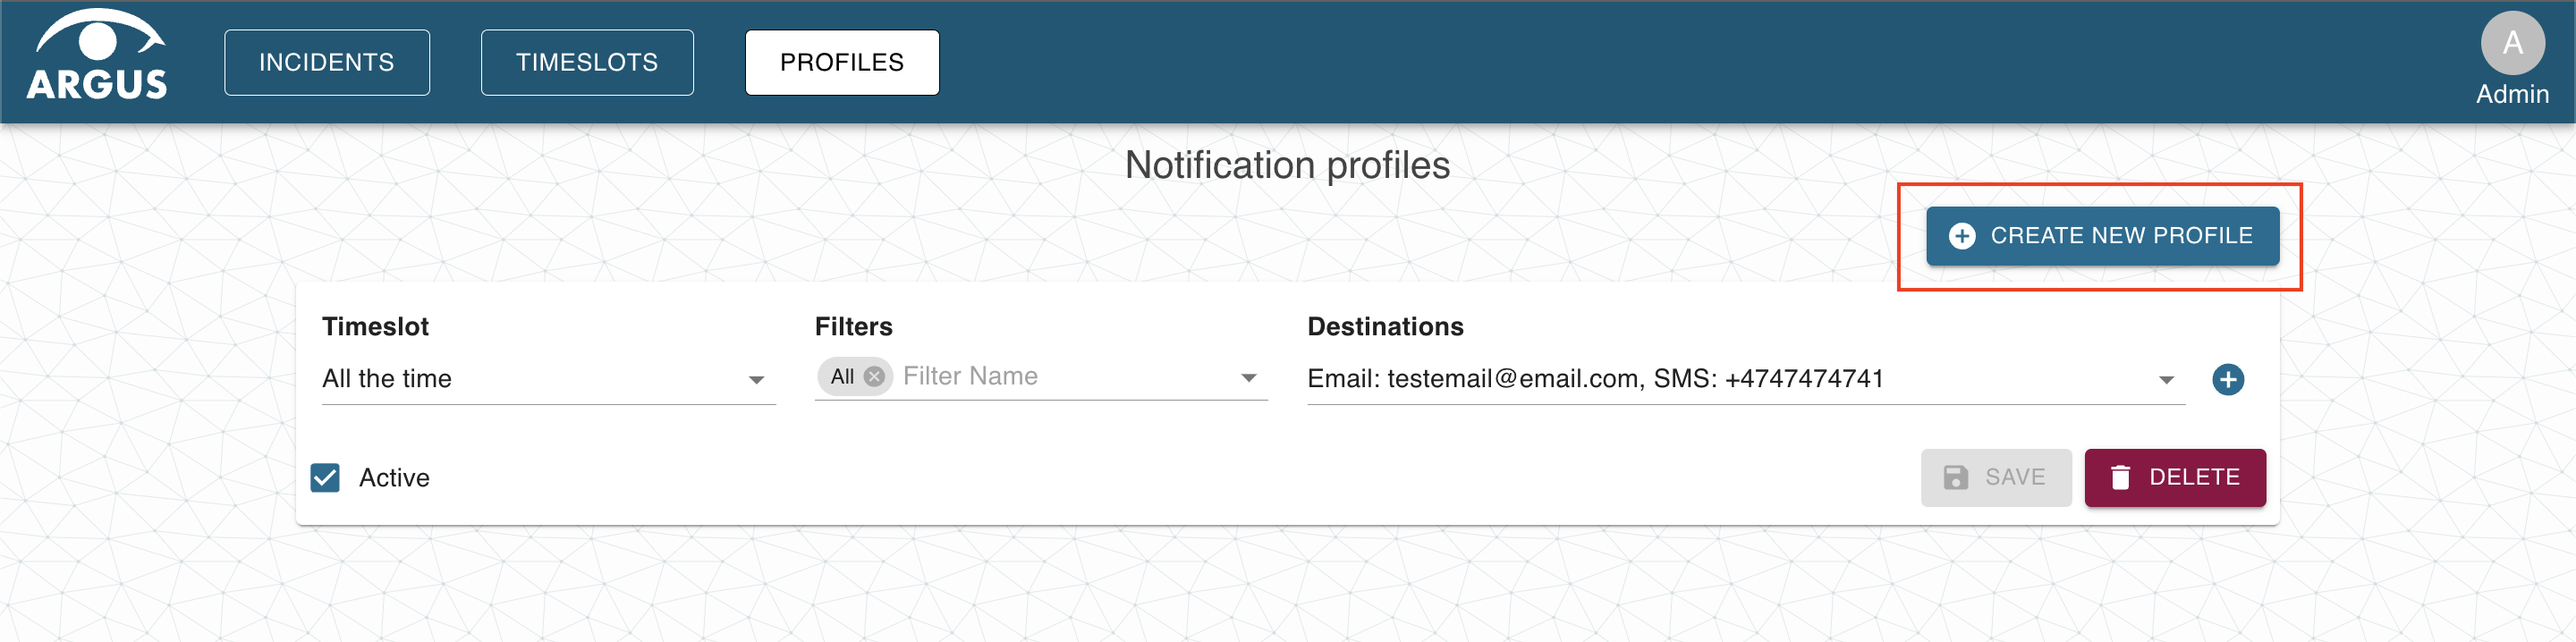 ARGUS
INCIDENTS
TIMESLOTS
PROFILES
A
Admin
Notification profiles
CREATE NEW PROFILE
Timeslot
Filters
Destinations
All the time
All Filter Name
Email: testemail@email.com, SMS: +4747474741
Active
SAVE
DELETE